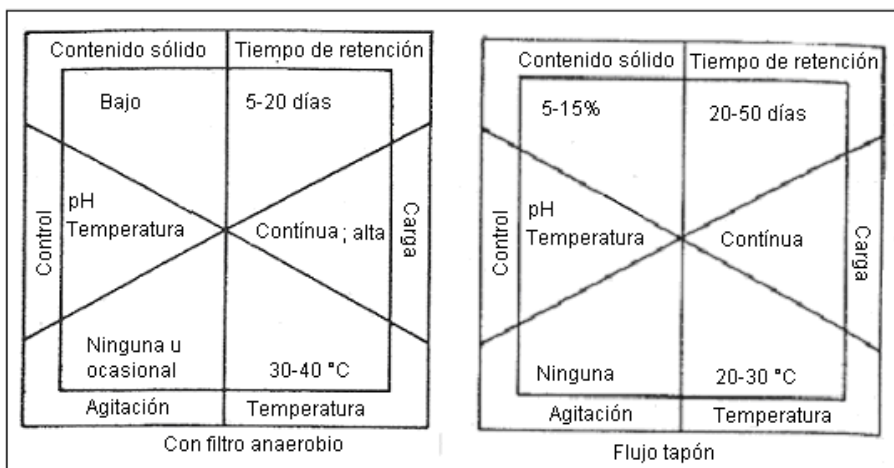 Contenido sólido
Tiempo de retención
Bajo
5-20 días
Control
pH
Temperatura
Contínua ; alta
Carga
Ninguna u
ocasional
30-40 °C
Agitación
Temperatura
Con filtro anaerobio
Contenido sólido
Tiempo de retención
5-15%
20-50 días
Control
pH
Temperatura
Contínua
Carga
Ninguna
20-30 °C
Agitación
Temperatura
Flujo tapón